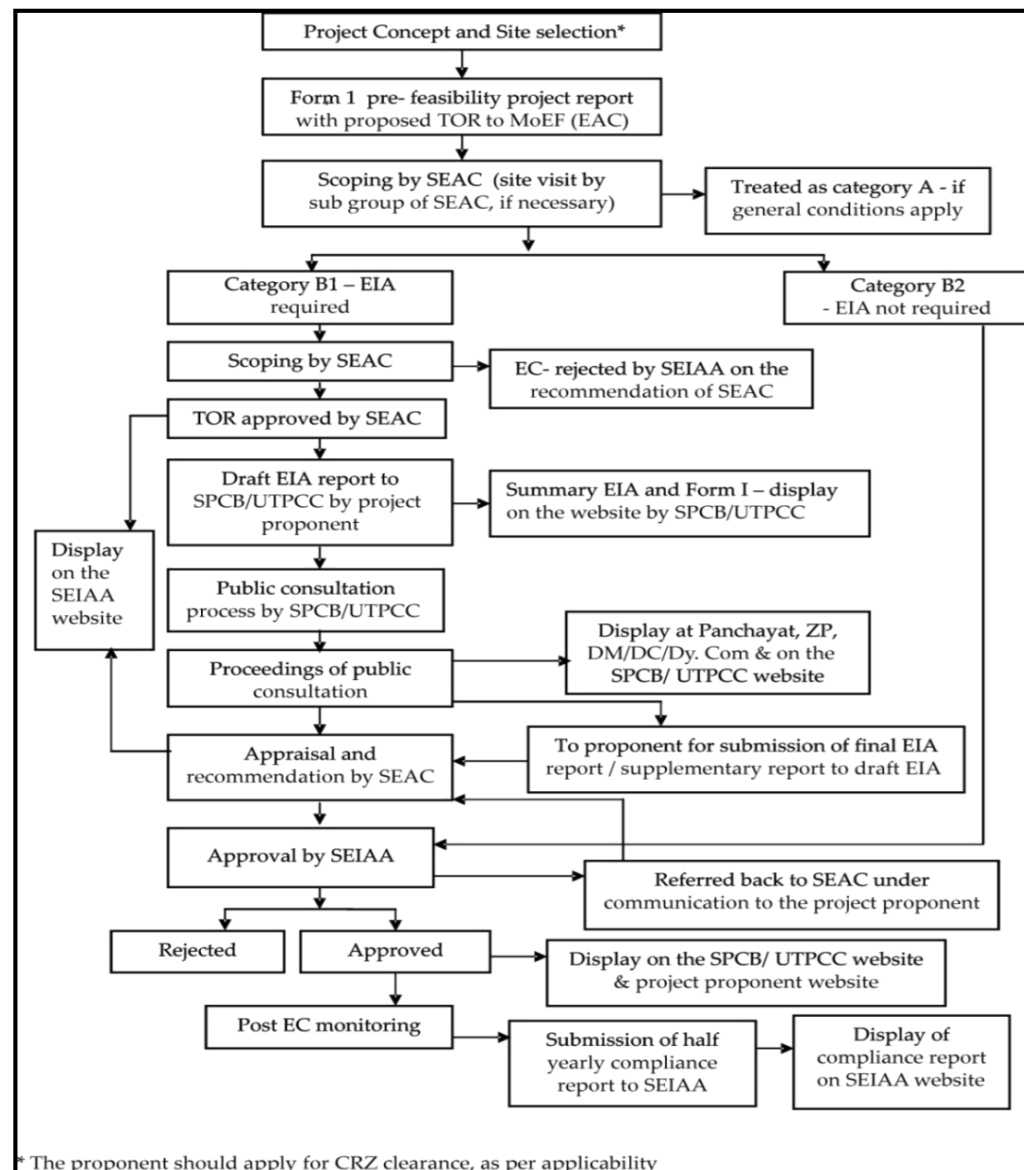 Project Concept and Site selection*
Form 1 pre- feasibility project report
with proposed TOR to MoEF (EAC)
Scoping by SEAC (site visit by
sub group of SEAC, if necessary)
Treated as category A - if
general conditions apply
Category B1 – EIA
required
Category B2
- EIA not required
Scoping by SEAC
EC- rejected by SEIAA on the
recommendation of SEAC
TOR approved by SEAC
Draft EIA report to
SPCB/UTPCC by project
proponent
Summary EIA and Form I – display
on the website by SPCB/UTPCC
Display
on the
SEIAA
website
Public consultation
process by SPCB/UTPCC
Display at Panchayat, ZP,
DM/DC/Dy. Com & on the
SPCB/ UTPCC website
Proceedings of public
consultation
To proponent for submission of final EIA
report / supplementary report to draft EIA
Appraisal and
recommendation by SEAC
Approval by SEIAA
Referred back to SEAC under
communication to the project proponent
Rejected
Approved
Display on the SPCB/ UTPCC website
& project proponent website
Post EC monitoring
Submission of half
yearly compliance
report to SEIAA
Display of
compliance report
on SEIAA website
* The proponent should apply for CRZ clearance, as per applicability